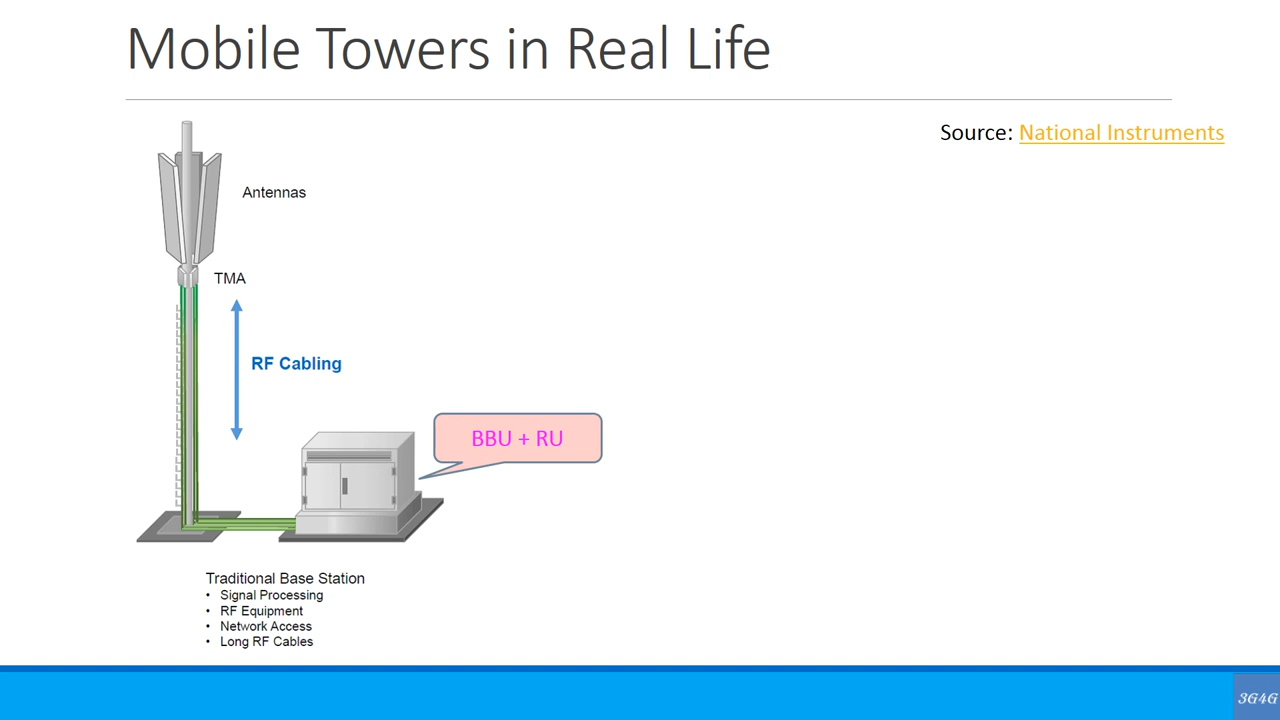 Mobile Towers in Real Life
Source: National Instruments
Antennas
TMA
RF Cabling
BBU + RU
Traditional Base Station
• Signal Processing
• RF Equipment
• Network Access
• Long RF Cables
3G4G